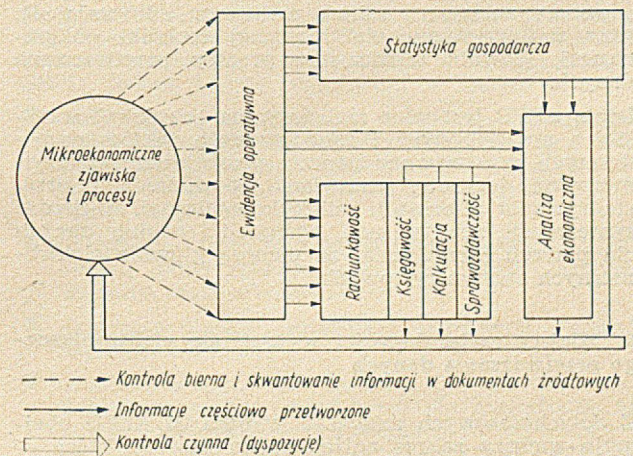 Statystyka gospodarcza
Mikroekonomiczne
zjawiska
i procesy
Ewidencja operatywna
Rachunkowość
Księgowość
Kalkulacja
Sprawozdawczość
Analiza
ekonomiczna
Kontrola bierna i skwantowanie informacji w dokumentach źródłowych
Informacje częściowo przetworzone
Kontrola czynna (dyspozycje)